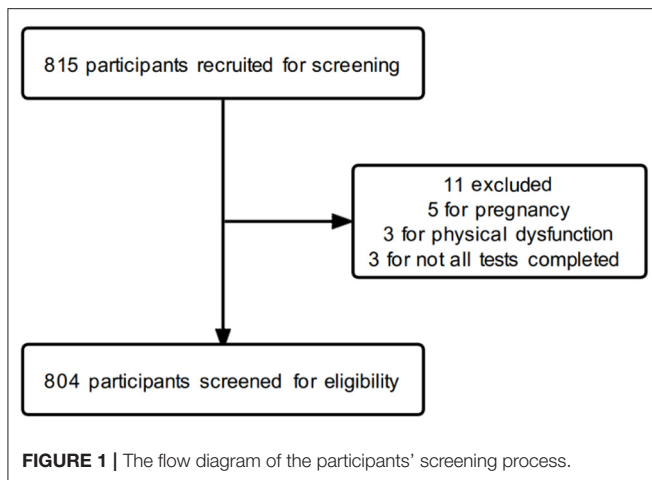 815 participants recruited for screening
11 excluded
5 for pregnancy
3 for physical dysfunction
3 for not all tests completed
804 participants screened for eligibility
FIGURE 1 | The flow diagram of the participants’ screening process.